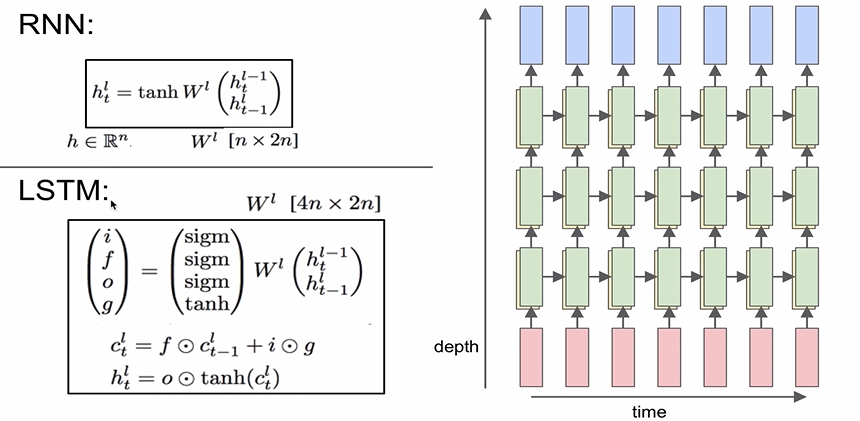 RNN:
$h_t^l = \tanh W^l \begin{pmatrix} h_t^{l-1} \\ h_{t-1}^l \end{pmatrix}$
$h \in \mathbb{R}^n.$ $W^l \ [n \times 2n]$
LSTM:
$W^l \ [4n \times 2n]$
$\begin{pmatrix} i \\ f \\ o \\ g \end{pmatrix} = \begin{pmatrix} \text{sigm} \\ \text{sigm} \\ \text{sigm} \\ \tanh \end{pmatrix} W^l \begin{pmatrix} h_t^{l-1} \\ h_{t-1}^l \end{pmatrix}$
$c_t^l = f \odot c_{t-1}^l + i \odot g$
$h_t^l = o \odot \tanh(c_t^l)$
depth
time